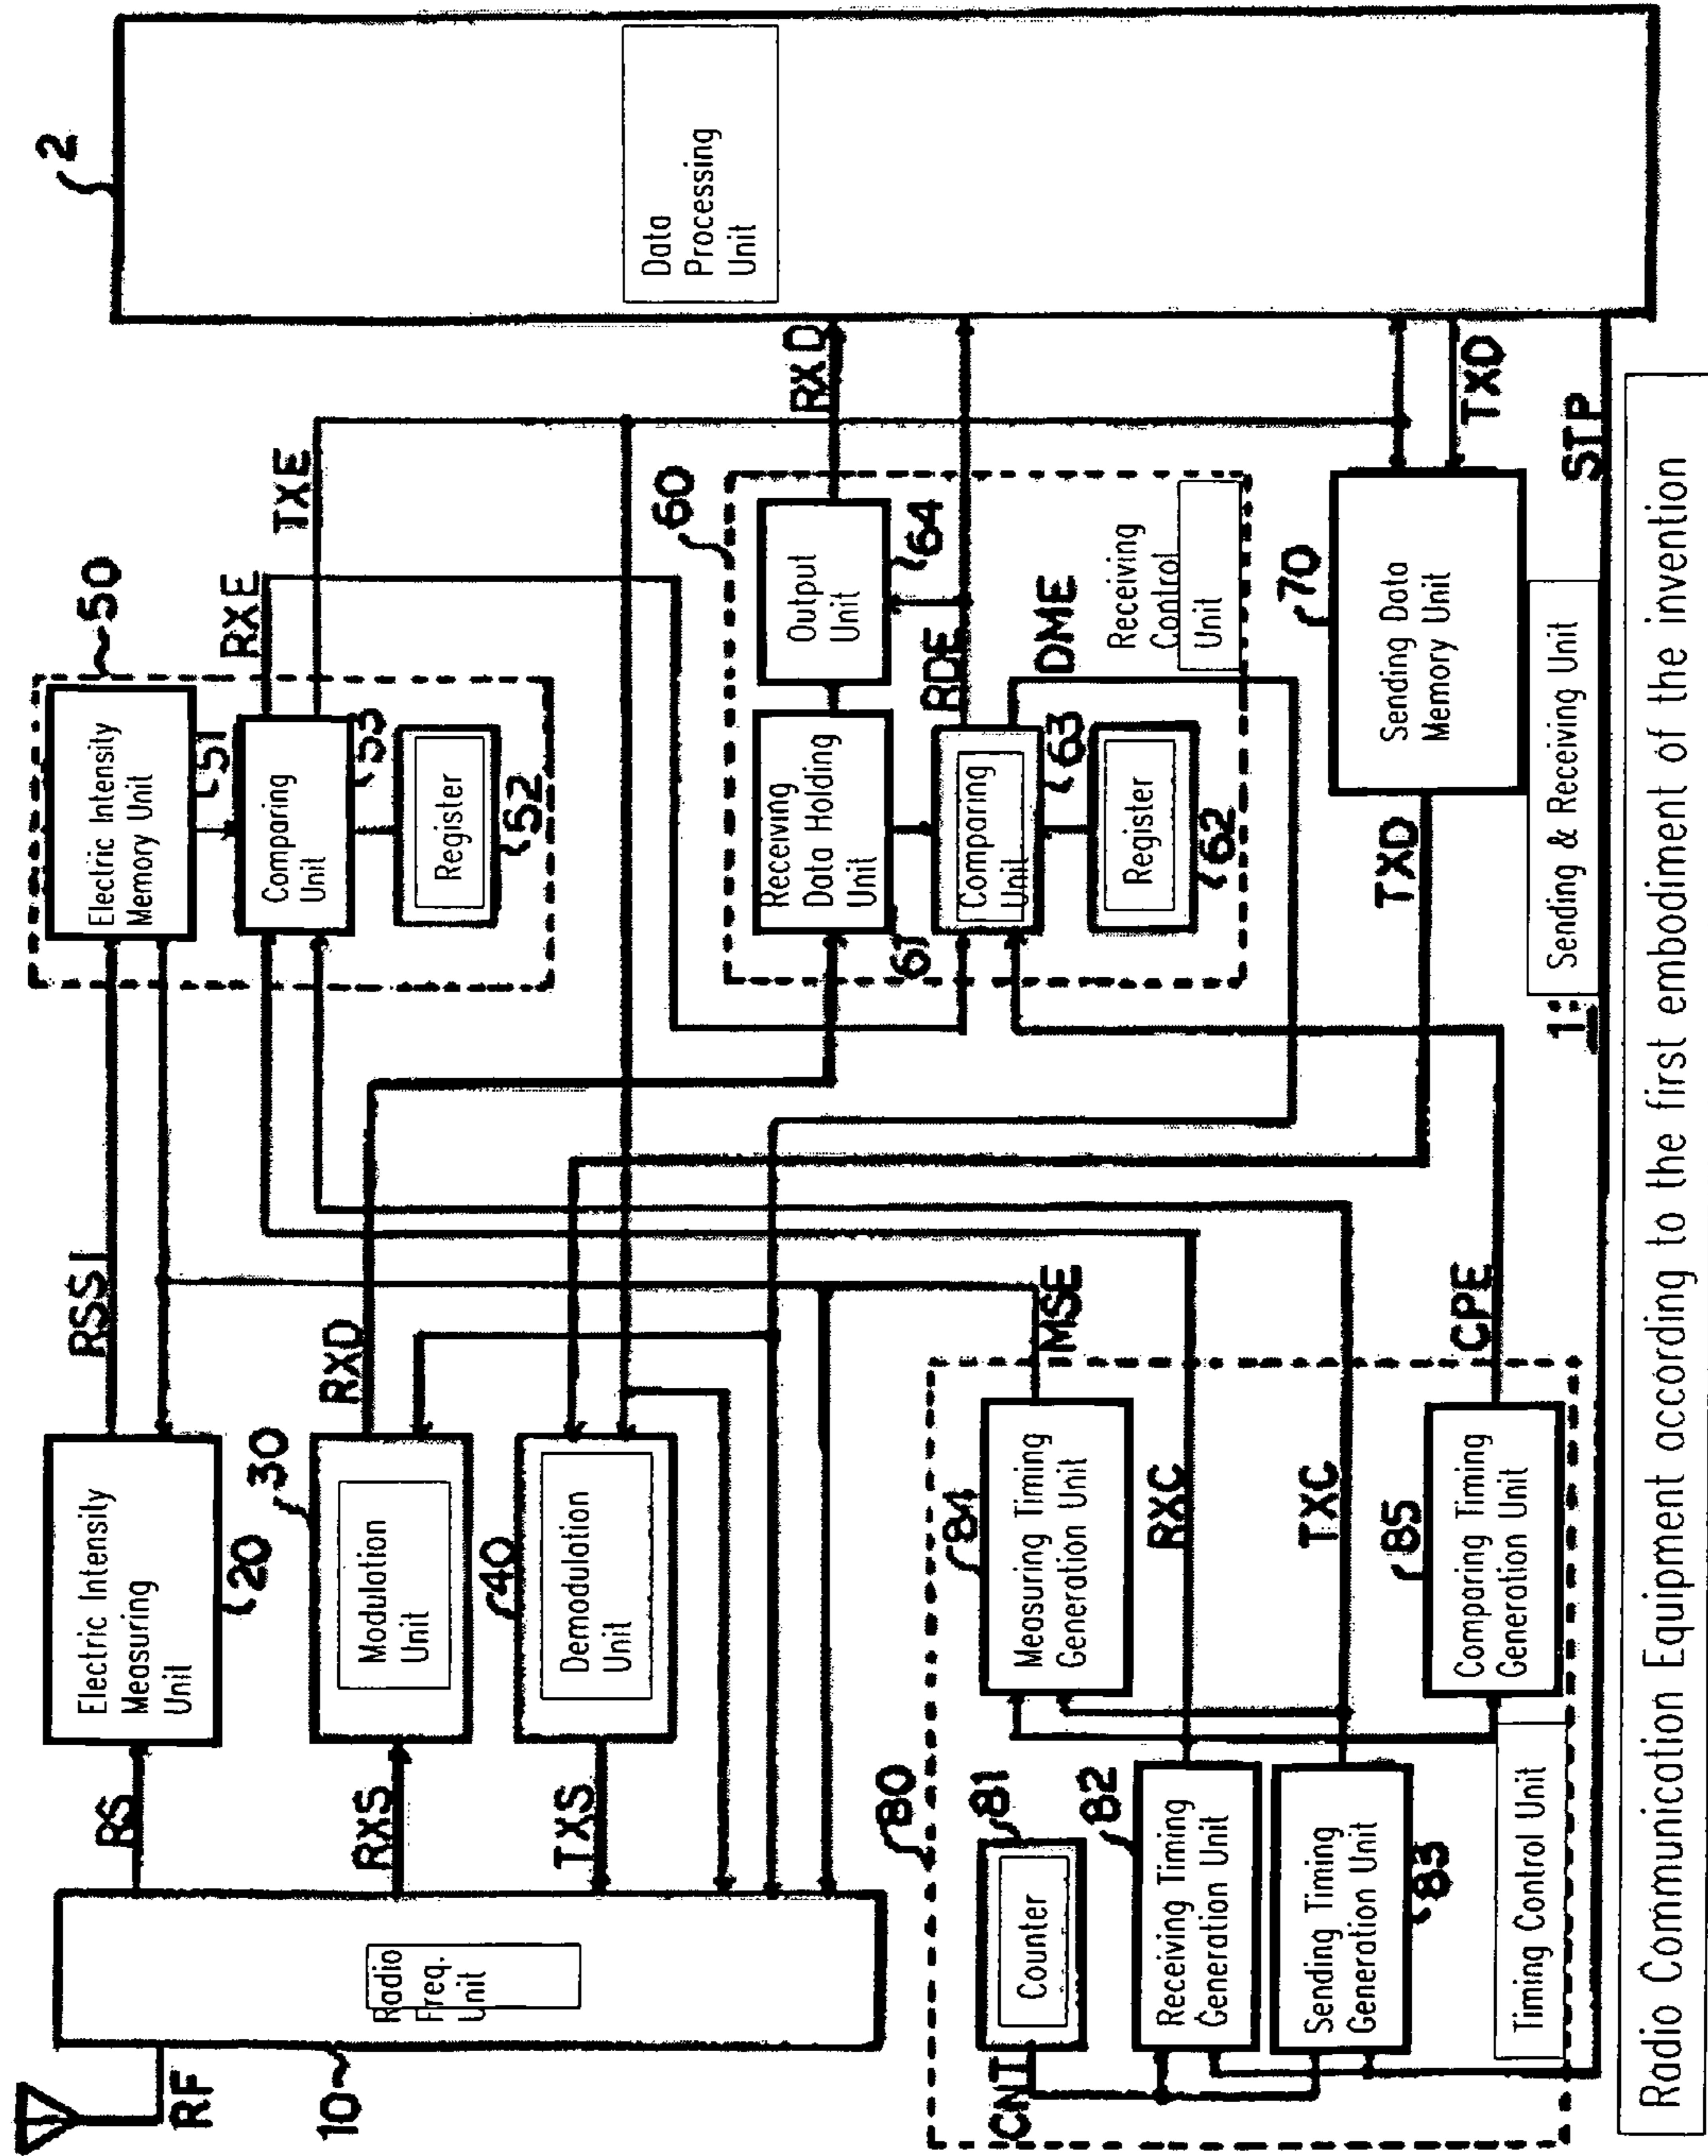 2
Data
Processing
Unit
50
RXE
TXE
RXD
TXD
STP
Electric Intensity
Memory Unit
51
Comparing
Unit
53
Register
52
60
Output
Unit
64
RDE
DME
Receiving
Control
Unit
Receiving
Data Holding
Unit
61
Comparing
Unit
63
Register
62
70
Sending Data
Memory Unit
TXD
1: Sending & Receiving Unit
RSSI
RXD
MSE
CPE
Electric Intensity
Measuring
Unit
20
30
Modulation
Unit
40
Demodulation
Unit
84
Measuring Timing
Generation Unit
RXC
TXC
85
Comparing Timing
Generation Unit
RS
RXS
TXS
80
Radio
Freq.
Unit
10
RF
81
Counter
CNT
82
Receiving Timing
Generation Unit
Sending Timing
Generation Unit
83
Timing Control Unit
Radio Communication Equipment according to the first embodiment of the invention